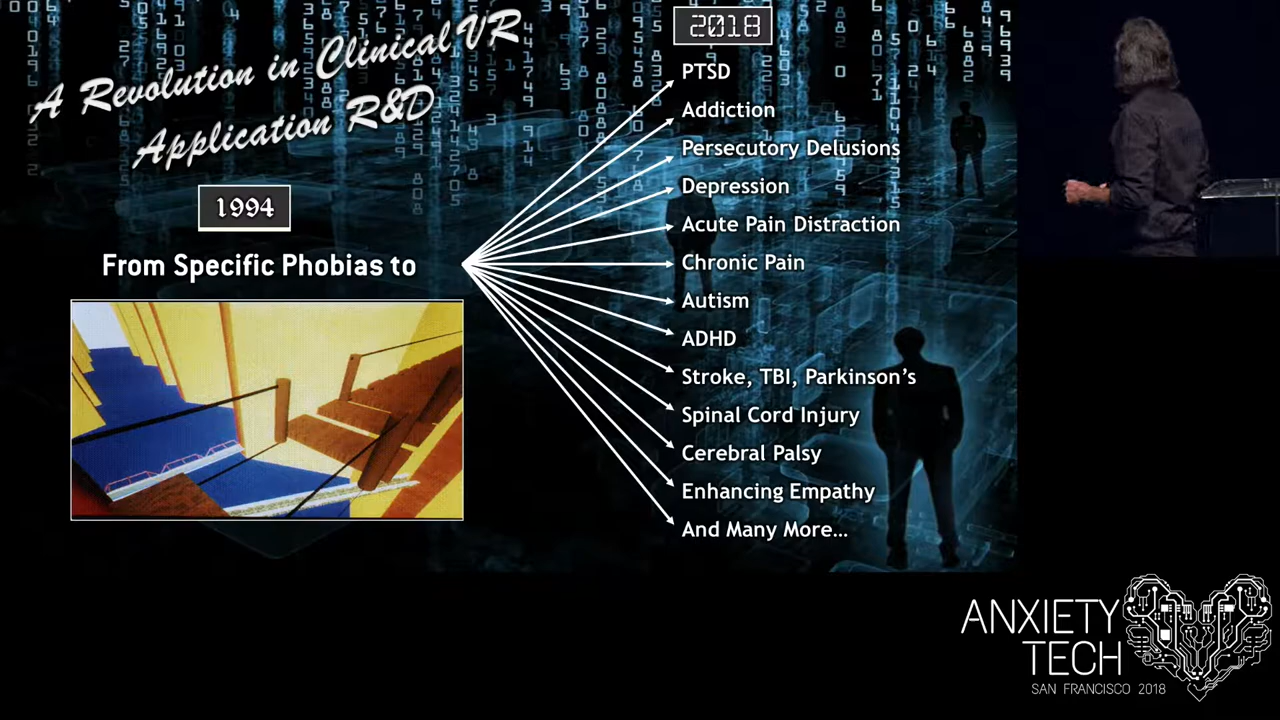 A Revolution in Clinical VR
Application R&D
1994
From Specific Phobias to
2018
PTSD
Addiction
Persecutory Delusions
Depression
Acute Pain Distraction
Chronic Pain
Autism
ADHD
Stroke, TBI, Parkinson's
Spinal Cord Injury
Cerebral Palsy
Enhancing Empathy
And Many More...
ANXIETY
TECH
SAN FRANCISCO 2018